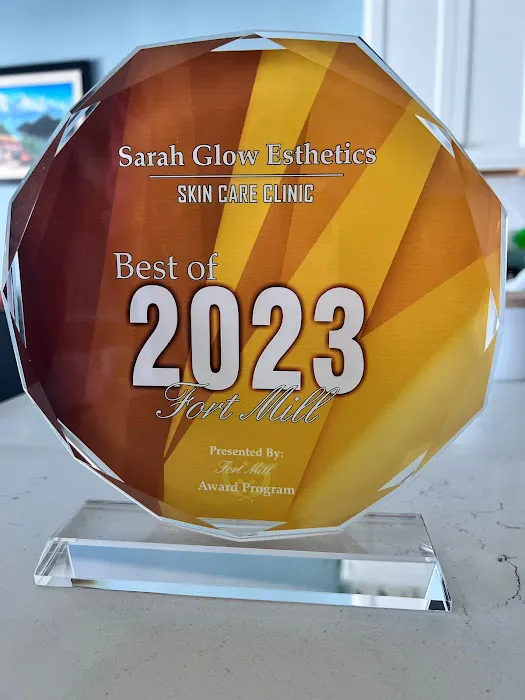 Sarah Glow Esthetics
SKIN CARE CLINIC
Best of
2023
Fort Mill
Presented By:
Fort Mill
Award Program